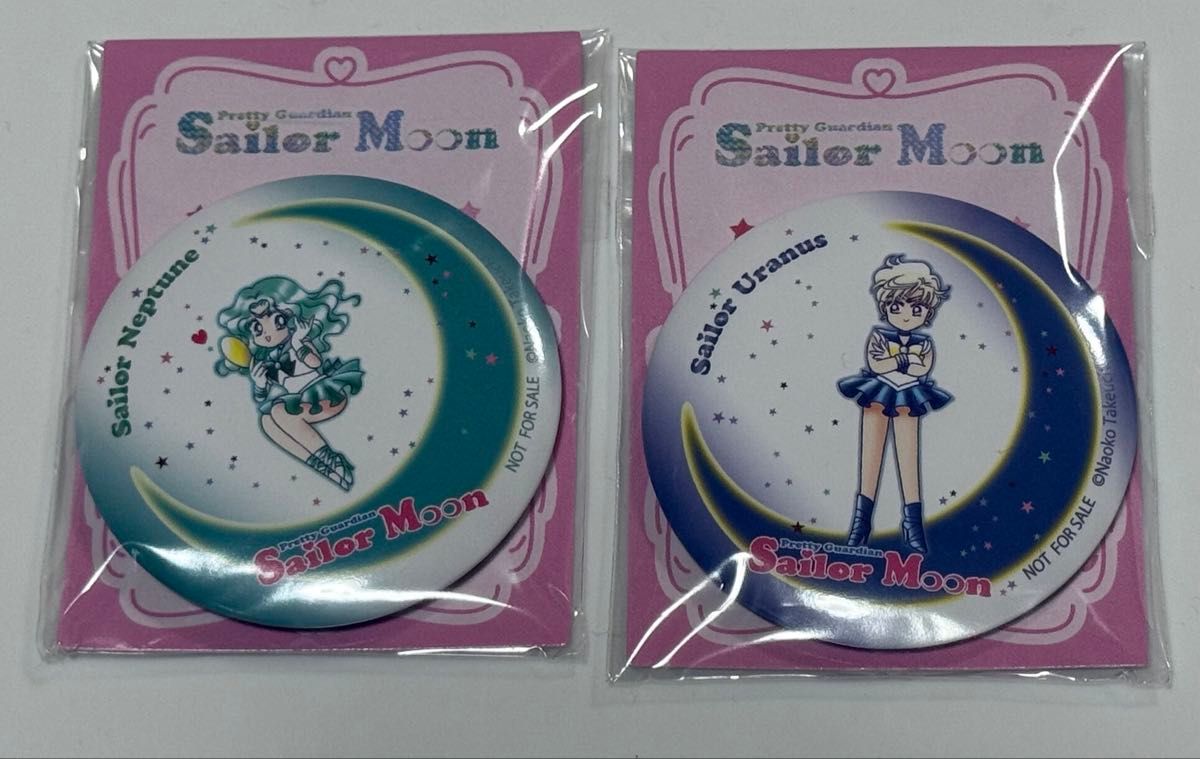 Pretty Guardian
Sailor Moon
Sailor Neptune
NOT FOR SALE ©Na
Pretty Guardian
Sailor Moon
Pretty Guardian
Sailor Moon
Sailor Uranus
NOT FOR SALE ©Naoko Takeuchi
Pretty Guardian
Sailor Moon